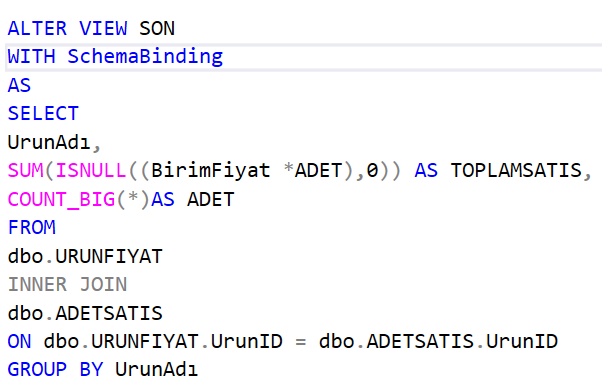 ALTER VIEW SON
WITH SchemaBinding
AS
SELECT
UrunAdı,
SUM(ISNULL((BirimFiyat *ADET),0)) AS TOPLAMSATIS,
COUNT_BIG(*)AS ADET
FROM
dbo.URUNFIYAT
INNER JOIN
dbo.ADETSATIS
ON dbo.URUNFIYAT.UrunID = dbo.ADETSATIS.UrunID
GROUP BY UrunAdı